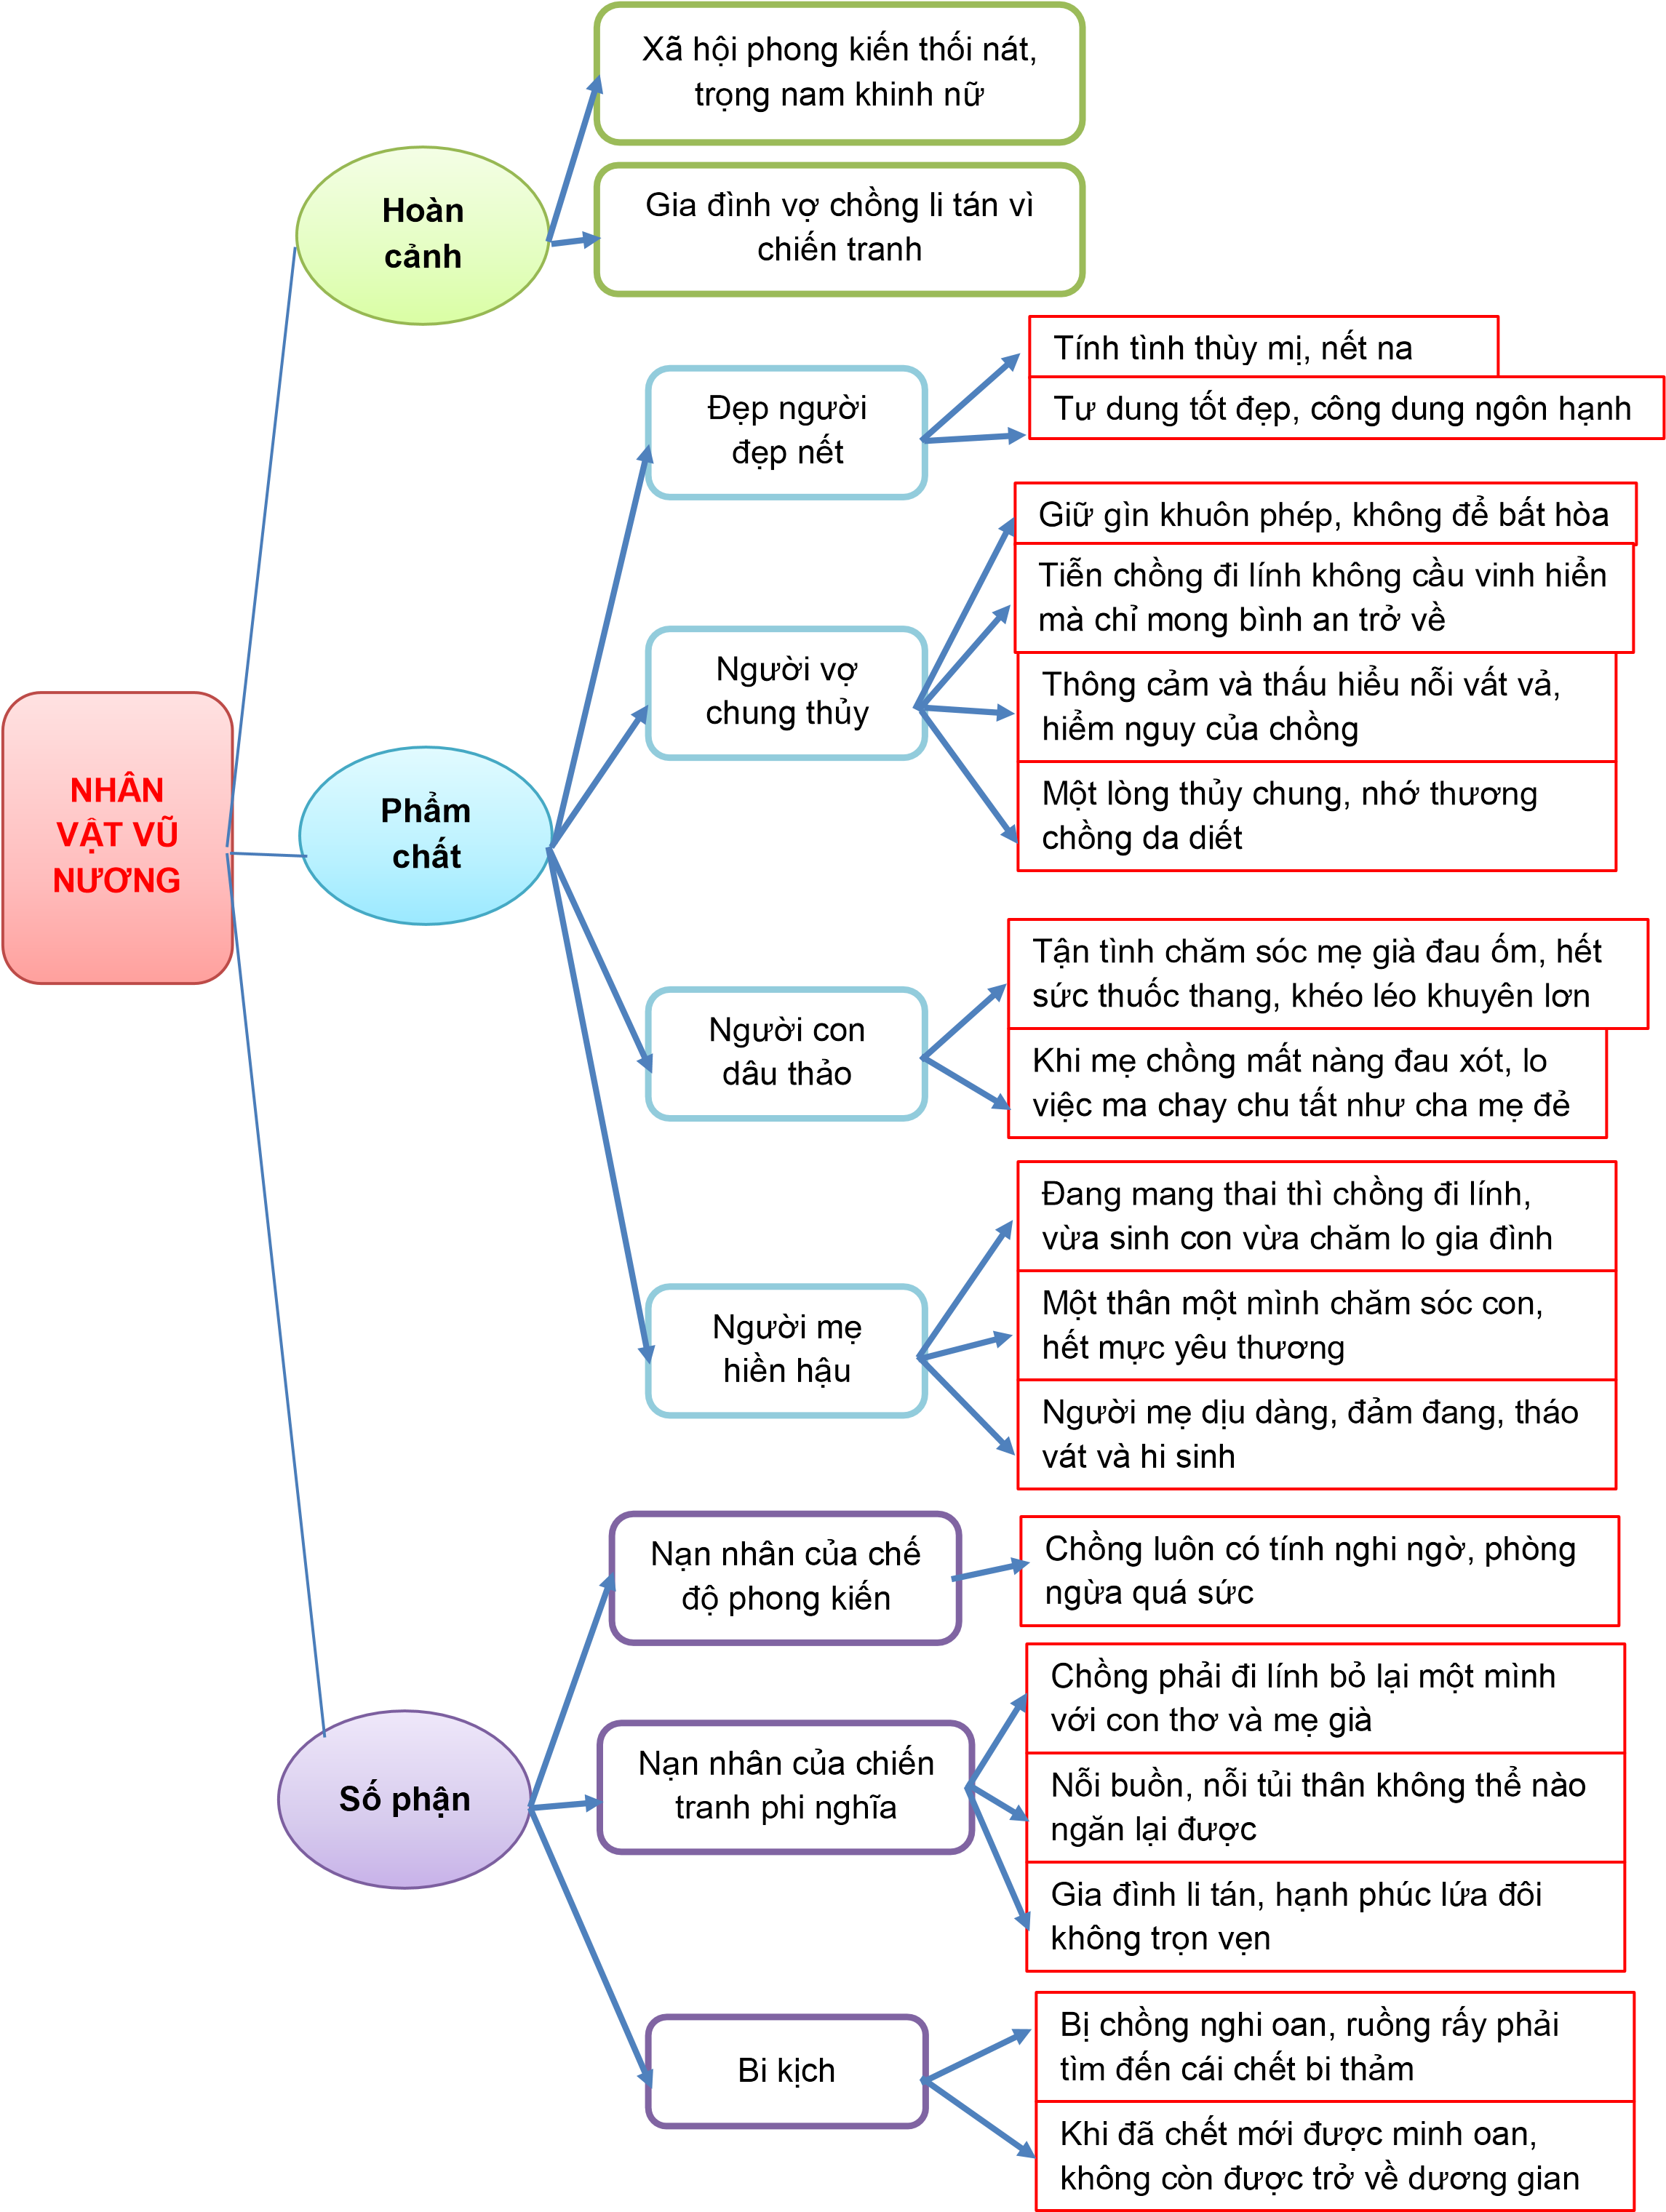 Xã hội phong kiến thối nát,
trọng nam khinh nữ
Hoàn
cảnh
Gia đình vợ chồng li tán vì
chiến tranh
Tính tình thùy mị, nết na
Tư dung tốt đẹp, công dung ngôn hạnh
Đẹp người
đẹp nết
Giữ gìn khuôn phép, không để bất hòa
Tiễn chồng đi lính không cầu vinh hiển
mà chỉ mong bình an trở về
Người vợ
chung thủy
Thông cảm và thấu hiểu nỗi vất vả,
hiểm nguy của chồng
Một lòng thủy chung, nhớ thương
chồng da diết
NHÂN
VẬT VŨ
NƯƠNG
Phẩm
chất
Tận tình chăm sóc mẹ già đau ốm, hết
sức thuốc thang, khéo léo khuyên lơn
Người con
dâu thảo
Khi mẹ chồng mất nàng đau xót, lo
việc ma chay chu tất như cha mẹ đẻ
Đang mang thai thì chồng đi lính,
vừa sinh con vừa chăm lo gia đình
Người mẹ
hiền hậu
Một thân một mình chăm sóc con,
hết mực yêu thương
Người mẹ dịu dàng, đảm đang, tháo
vát và hi sinh
Nạn nhân của chế
độ phong kiến
Chồng luôn có tính nghi ngờ, phòng
ngừa quá sức
Chồng phải đi lính bỏ lại một mình
với con thơ và mẹ già
Số phận
Nạn nhân của chiến
tranh phi nghĩa
Nỗi buồn, nỗi tủi thân không thể nào
ngăn lại được
Gia đình li tán, hạnh phúc lứa đôi
không trọn vẹn
Bi kịch
Bị chồng nghi oan, ruồng rấy phải
tìm đến cái chết bi thảm
Khi đã chết mới được minh oan,
không còn được trở về dương gian